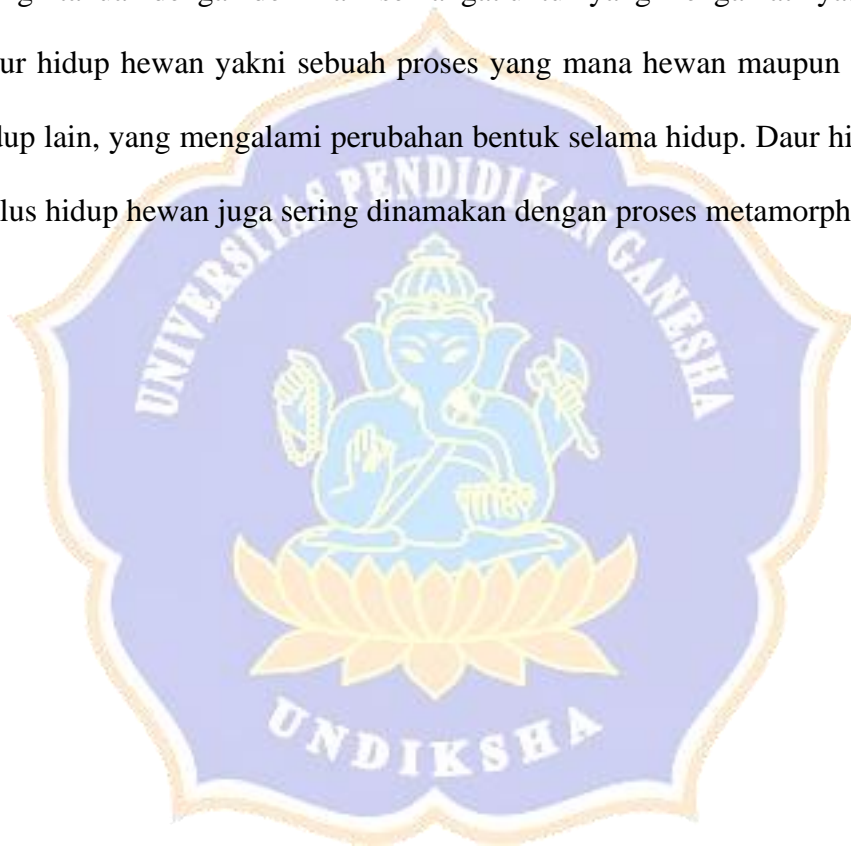 ur hidup hewan yakni sebuah proses yang mana hewan maupun
lup lain, yang mengalami perubahan bentuk selama hidup. Daur hi
lus hidup hewan juga sering dinamakan dengan proses metamorph
UNIVERSITAS PENDIDIKAN GANESHA
UNDIKSHA